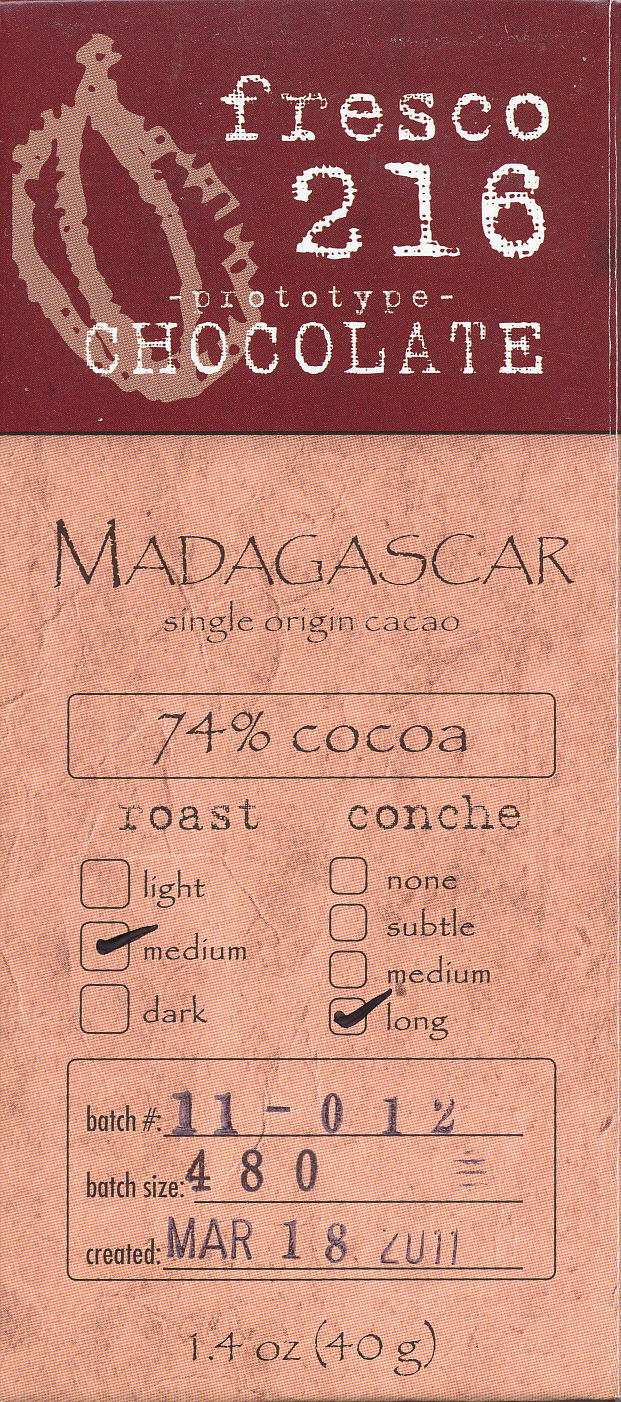 fresco
216
-prototype-
CHOCOLATE
MADAGASCAR
single origin cacao
74% cocoa
roast
conche
light
medium
dark
none
subtle
medium
long
batch #: 11-012
batch size: 480
created: MAR 18 2011
1.4 oz (40 g)